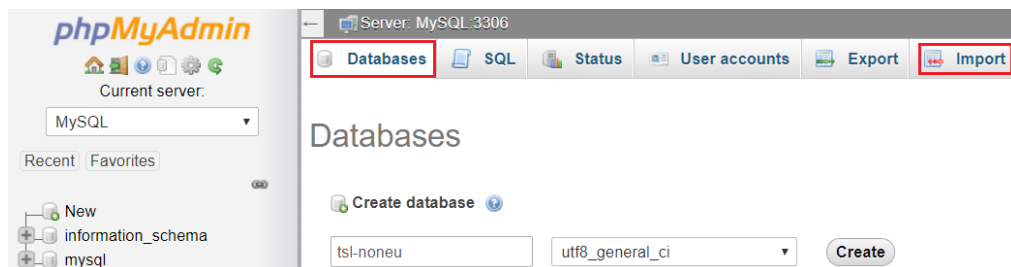 phpMyAdmin
Current server:
MySQL
Recent Favorites
New
information_schema
mysql
Server: MySQL:3306
Databases SQL Status User accounts Export Import
Databases
Create database
tsl-noneu utf8_general_ci Create